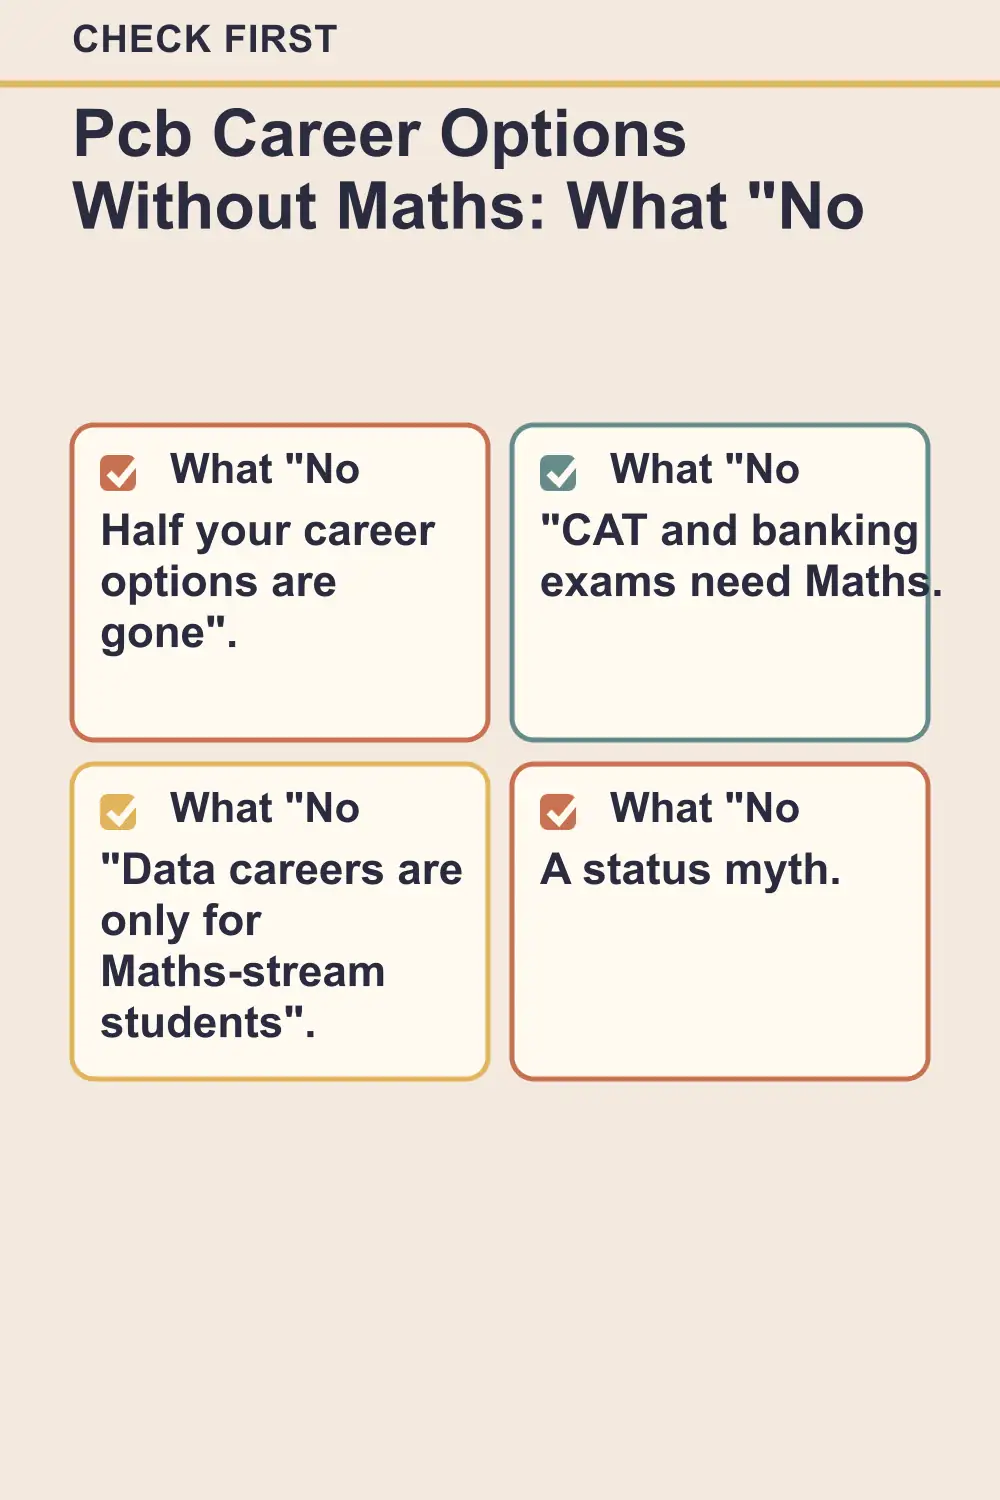 CHECK FIRST
Pcb Career Options
Without Maths: What "No
What "No
Half your career
options are
gone".
What "No
"CAT and banking
exams need Maths.
What "No
"Data careers are
only for
Maths-stream
students".
What "No
A status myth.